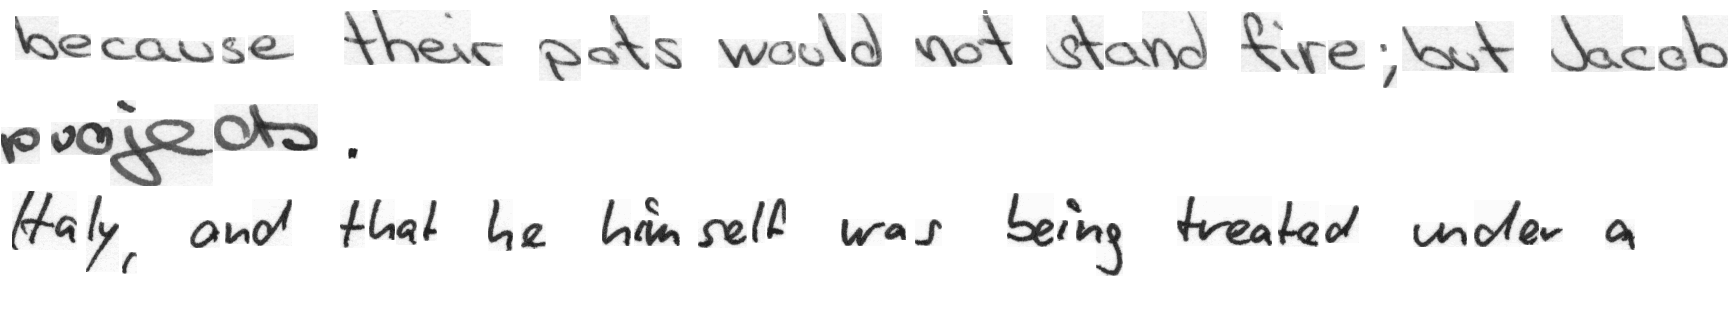 because their pots would not stand fire; but Jacob
projects.
Italy, and that he himself was being treated under a